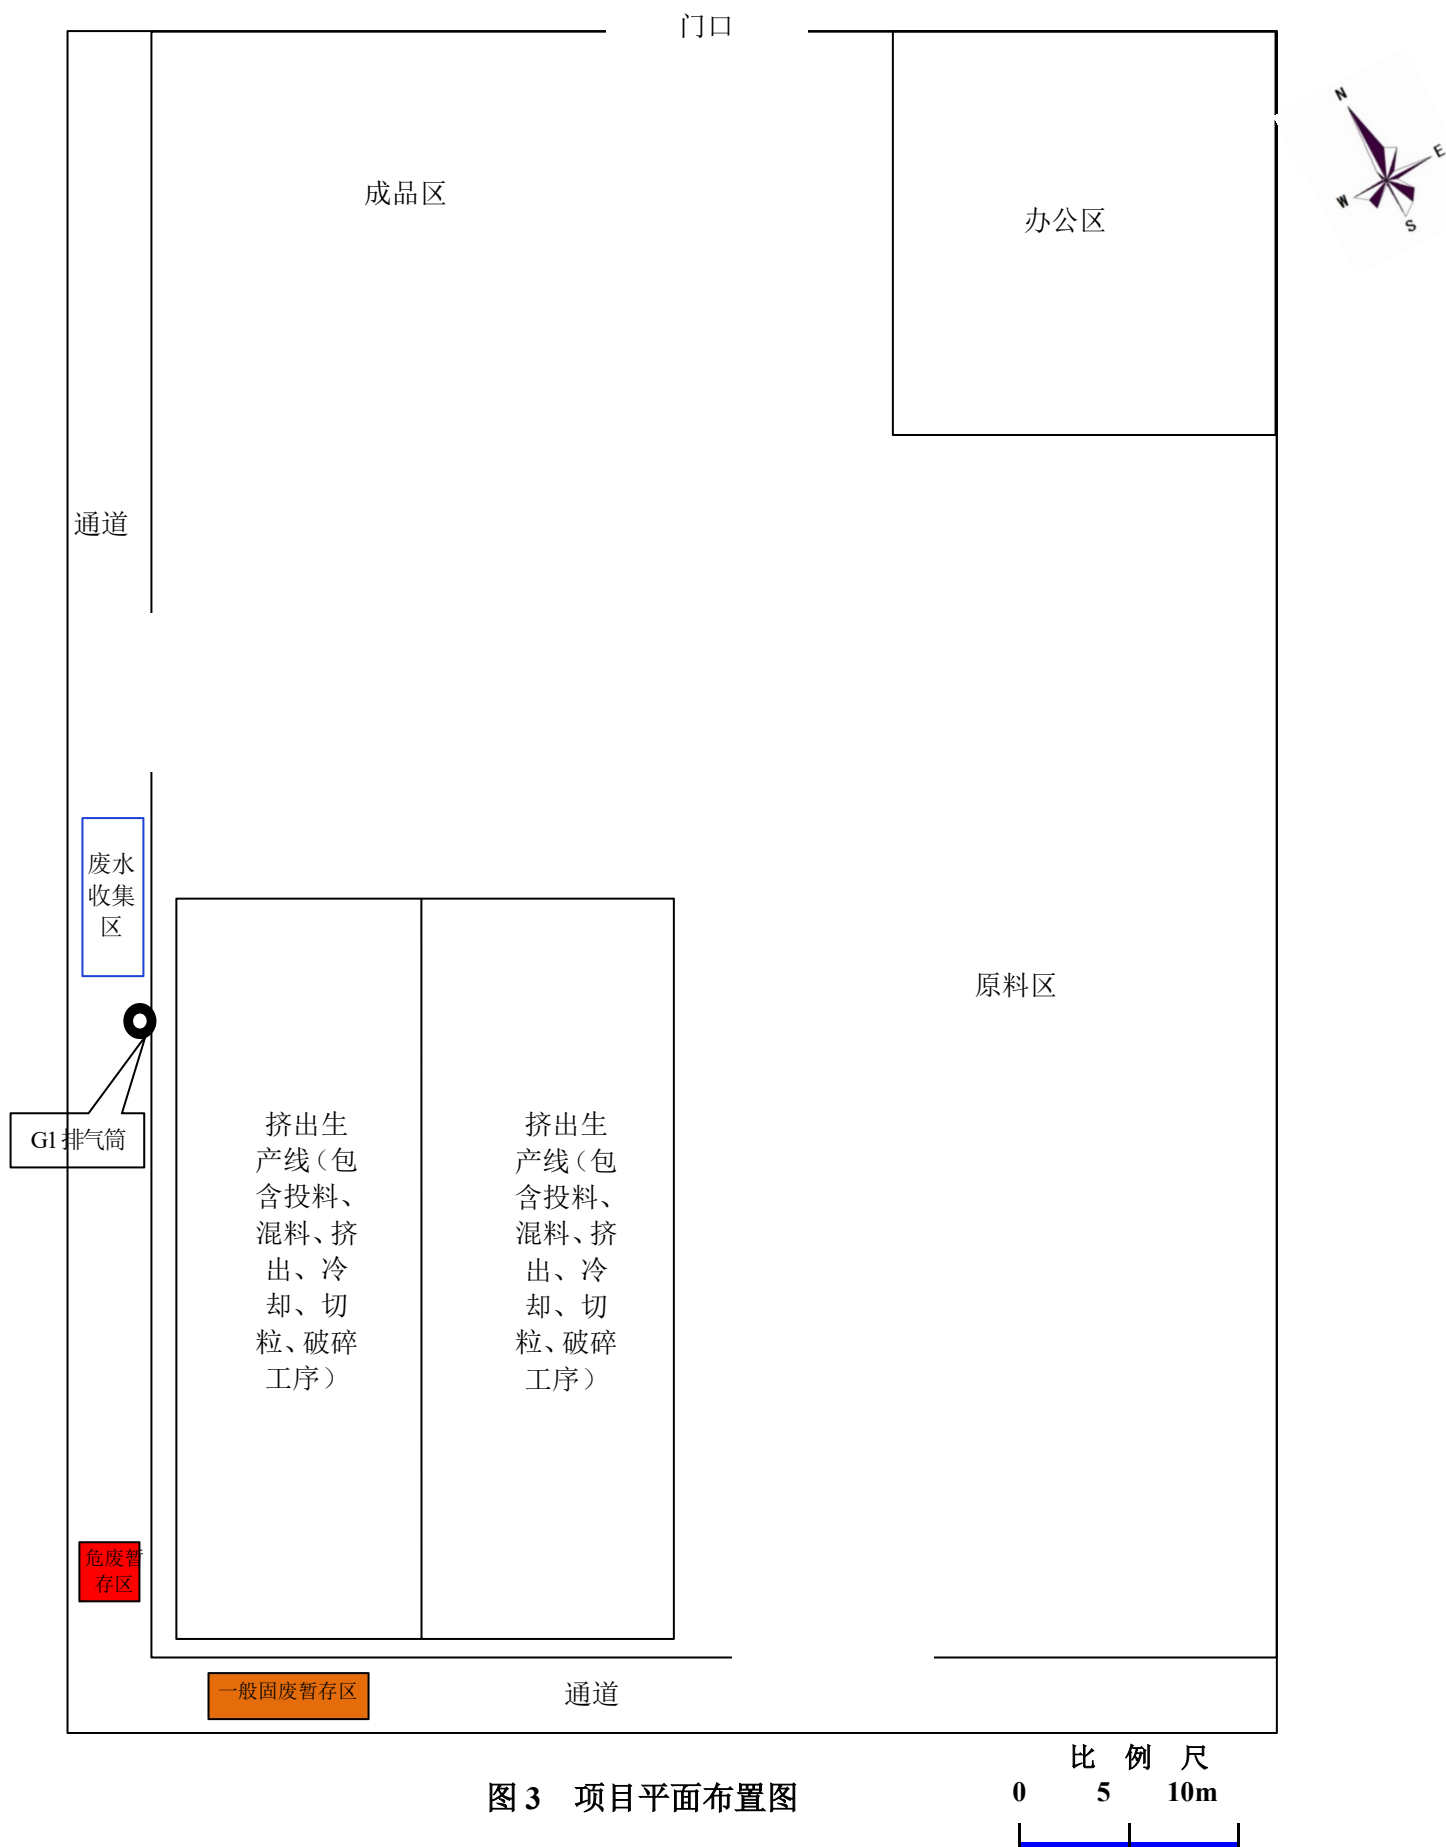 门口
N
E
W
S
成品区
办公区
通道
废水
收集
区
原料区
G1 排气筒
挤出生
产线（包
含投料、
混料、挤
出、冷
却、切
粒、破碎
工序）
挤出生
产线（包
含投料、
混料、挤
出、冷
却、切
粒、破碎
工序）
危废暂
存区
一般固废暂存区
通道
比 例 尺
0 5 10m
图 3 项目平面布置图